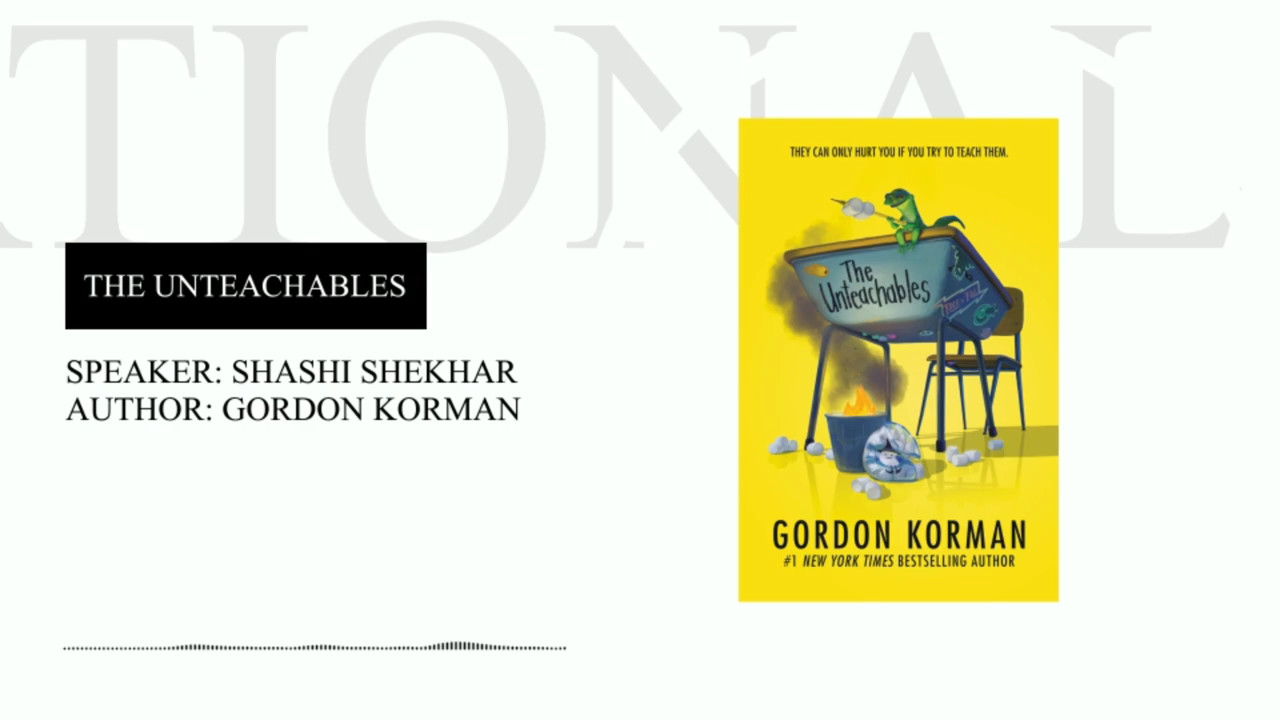 TIONAL
THE UNTEACHABLES
SPEAKER: SHASHI SHEKHAR
AUTHOR: GORDON KORMAN
THEY CAN ONLY HURT YOU IF YOU TRY TO TEACH THEM.
The
Unteachables
GORDON KORMAN
#1 NEW YORK TIMES BESTSELLING AUTHOR